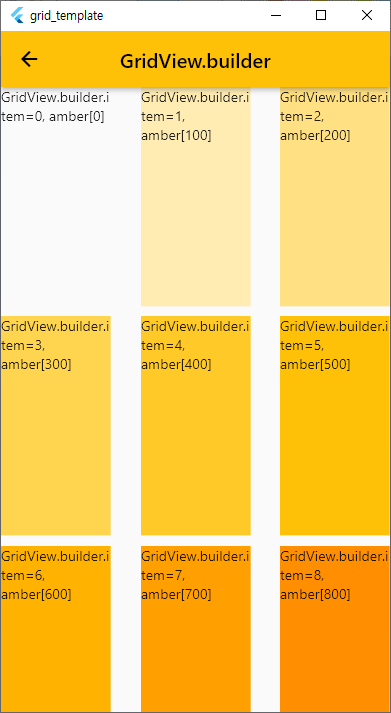 grid_template
GridView.builder
GridView.builder.i
tem=0, amber[0]
GridView.builder.i
tem=1,
amber[100]
GridView.builder.i
tem=2,
amber[200]
GridView.builder.i
tem=3,
amber[300]
GridView.builder.i
tem=4,
amber[400]
GridView.builder.i
tem=5,
amber[500]
GridView.builder.i
tem=6,
amber[600]
GridView.builder.i
tem=7,
amber[700]
GridView.builder.i
tem=8,
amber[800]